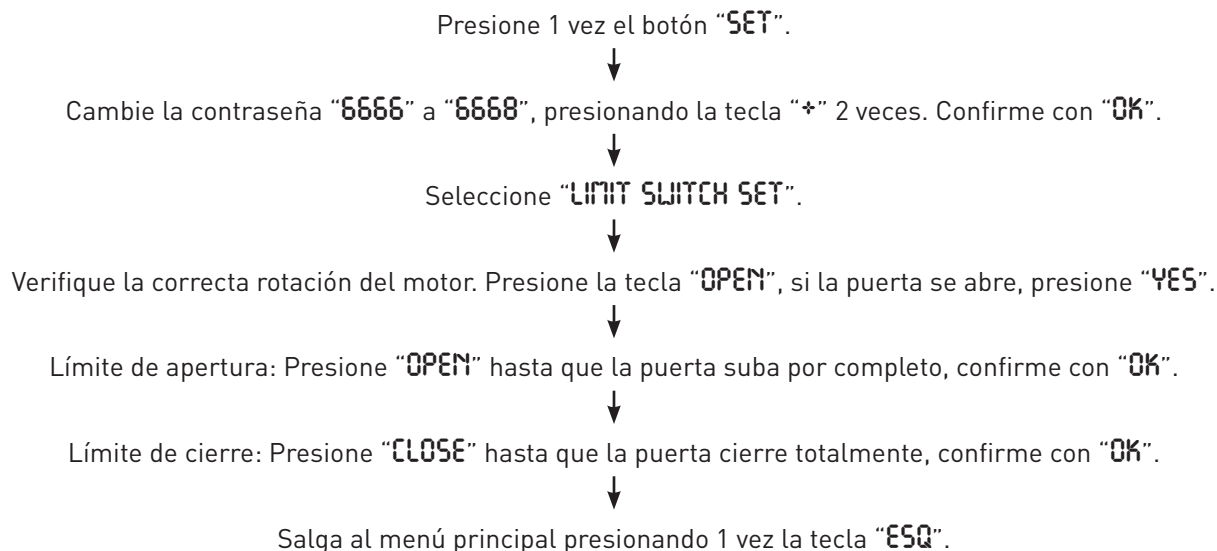 Presione 1 vez el botón “SET”.
Cambie la contraseña “6666” a “6668”, presionando la tecla “+” 2 veces. Confirme con “OK”.
Seleccione “LIMIT SWITCH SET”.
Verifique la correcta rotación del motor. Presione la tecla “OPEN”, si la puerta se abre, presione “YES”.
Límite de apertura: Presione “OPEN” hasta que la puerta suba por completo, confirme con “OK”.
Límite de cierre: Presione “CLOSE” hasta que la puerta cierre totalmente, confirme con “OK”.
Salga al menú principal presionando 1 vez la tecla “ESQ”.